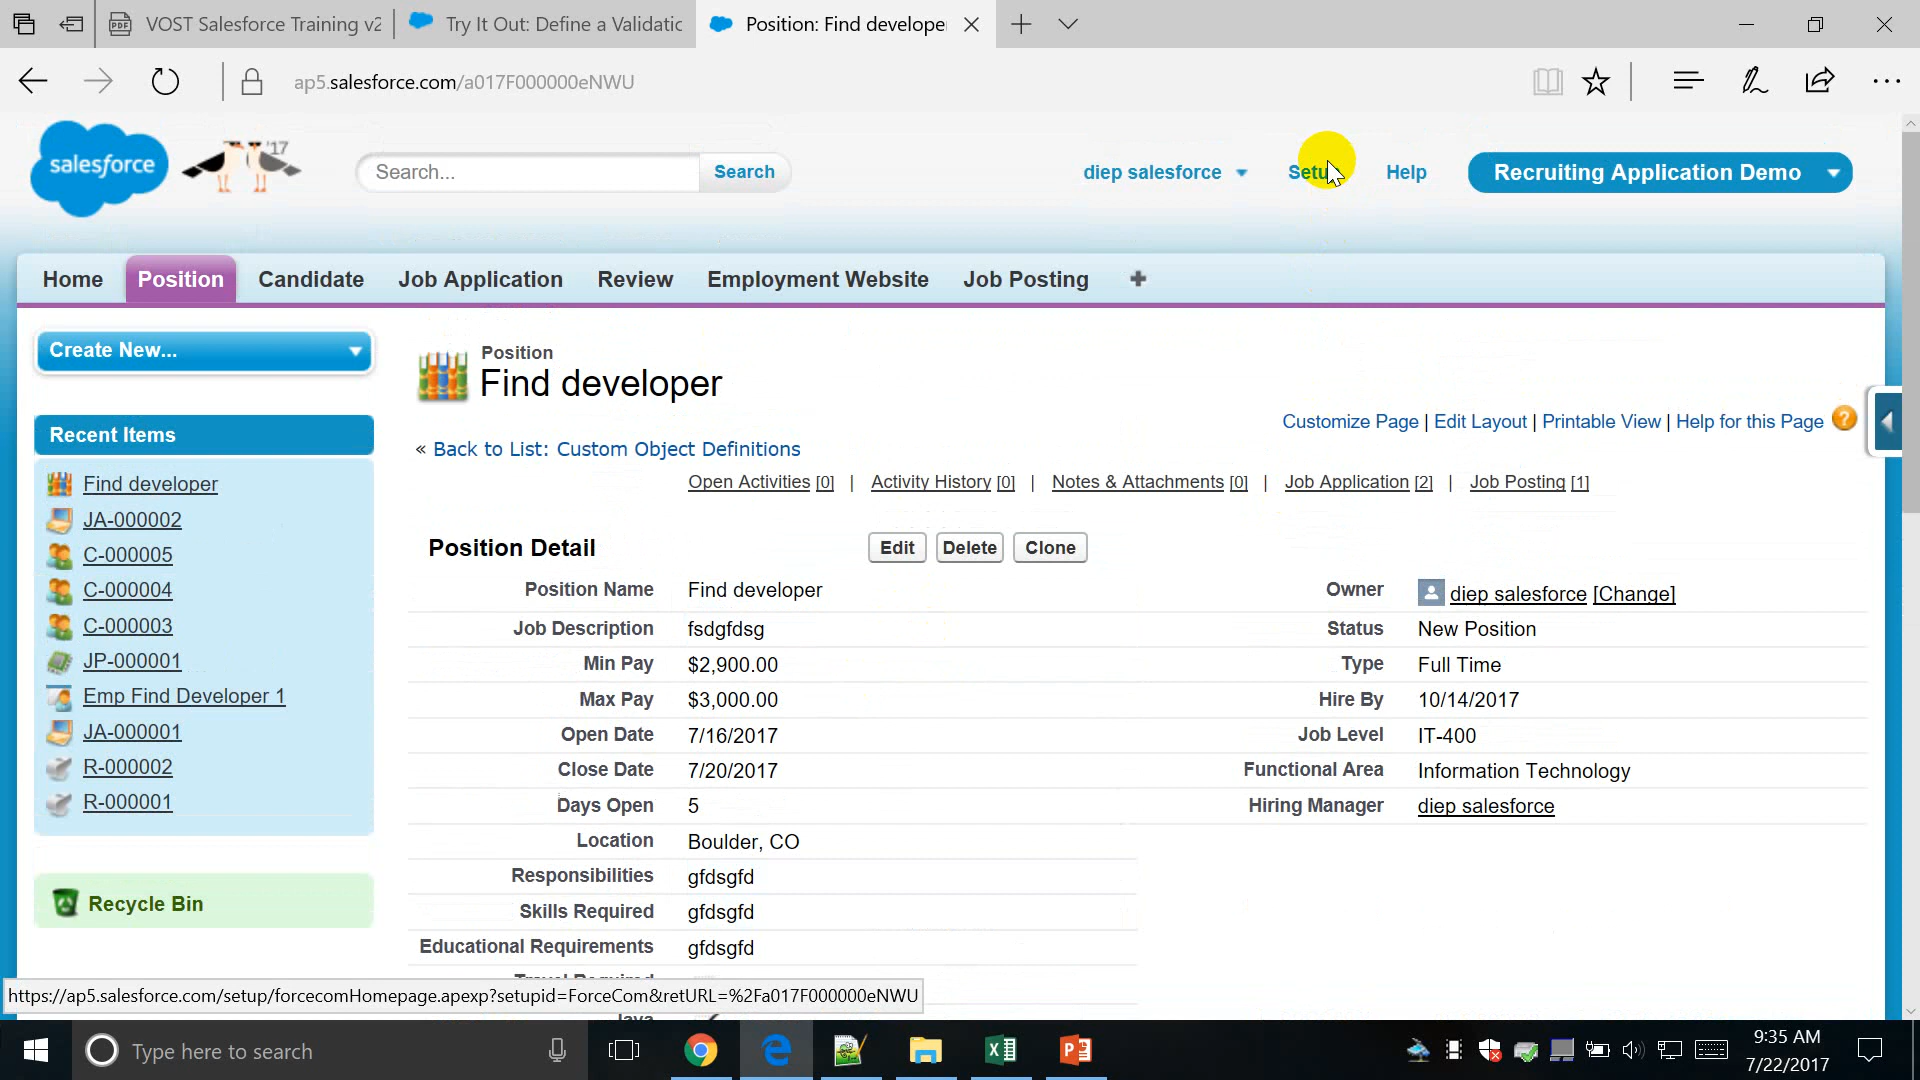 VOST Salesforce Training v2
Try It Out: Define a Validatic
Position: Find develope
ap5.salesforce.com/a017F000000eNWU
salesforce
'17
Search...
Search
diep salesforce
Setup
Help
Recruiting Application Demo
Home
Position
Candidate
Job Application
Review
Employment Website
Job Posting
Create New...
Position
Find developer
Customize Page | Edit Layout | Printable View | Help for this Page
« Back to List: Custom Object Definitions
Open Activities [0] | Activity History [0] | Notes & Attachments [0] | Job Application [2] | Job Posting [1]
Recent Items
Find developer
JA-000002
C-000005
C-000004
C-000003
JP-000001
Emp Find Developer 1
JA-000001
R-000002
R-000001
Recycle Bin
Position Detail
Edit
Delete
Clone
Position Name Find developer
Owner diep salesforce [Change]
Job Description fsdgfdsg
Status New Position
Min Pay $2,900.00
Type Full Time
Max Pay $3,000.00
Hire By 10/14/2017
Open Date 7/16/2017
Job Level IT-400
Close Date 7/20/2017
Functional Area Information Technology
Days Open 5
Hiring Manager diep salesforce
Location Boulder, CO
Responsibilities gfdsgfd
Skills Required gfdsgfd
Educational Requirements gfdsgfd
Travel Required
https://ap5.salesforce.com/setup/forcecomHomepage.apexp?setupid=ForceCom&retURL=%2Fa017F000000eNWU
Java
Type here to search
9:35 AM
7/22/2017